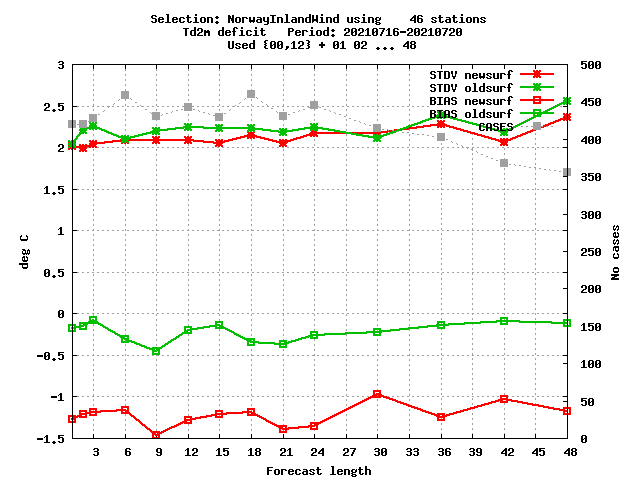 Selection: NorwayInlandWind using    46 stations
Td2m deficit   Period: 20210716-20210720
Used {00,12} + 01 02 ... 48
STDV newsurf
STDV oldsurf
BIAS newsurf
BIAS oldsurf
CASES
deg C
3
2.5
2
1.5
1
0.5
0
-0.5
-1
-1.5
No cases
500
450
400
350
300
250
200
150
100
50
0
3 6 9 12 15 18 21 24 27 30 33 36 39 42 45 48
Forecast length